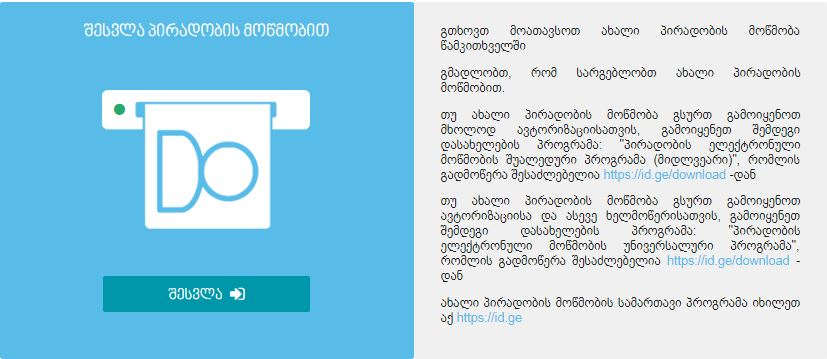 შესვლა პირადობის მოწმობით
DO
შესვლა
გთხოვთ მოათავსოთ ახალი პირადობის მოწმობა
წამკითხველში
გმადლობთ, რომ სარგებლობთ ახალი პირადობის
მოწმობით.
თუ ახალი პირადობის მოწმობა გსურთ გამოიყენოთ
მხოლოდ ავტორიზაციისათვის, გამოიყენეთ შემდეგი
დასახელების პროგრამა: "პირადობის ელექტრონული
მოწმობის შუალედური პროგრამა (მიდლვეარი)", რომლის
გადმოწერა შესაძლებელია https://id.ge/download -დან
თუ ახალი პირადობის მოწმობა გსურთ გამოიყენოთ
ავტორიზაციისა და ასევე ხელმოწერისათვის, გამოიყენეთ
შემდეგი დასახელების პროგრამა: "პირადობის
ელექტრონული მოწმობის უნივერსალური პროგრამა",
რომლის გადმოწერა შესაძლებელია https://id.ge/download -
დან
ახალი პირადობის მოწმობის სამართავი პროგრამა იხილეთ
აქ https://id.ge